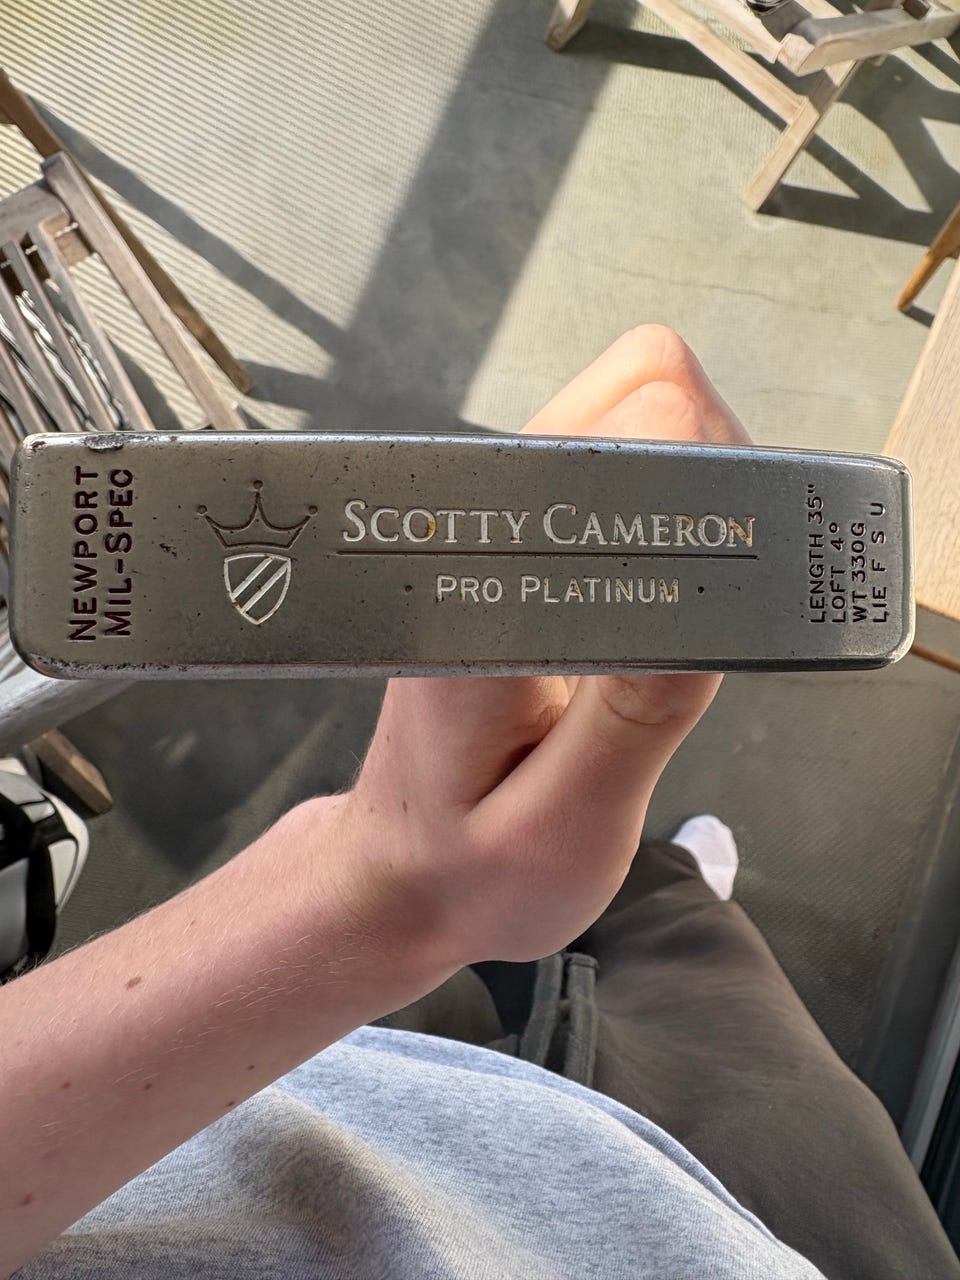 NEWPORT
MIL-SPEC
SCOTTY CAMERON
PRO PLATINUM
LENGTH 35"
LOFT 4°
WT 330G
LIE F S U